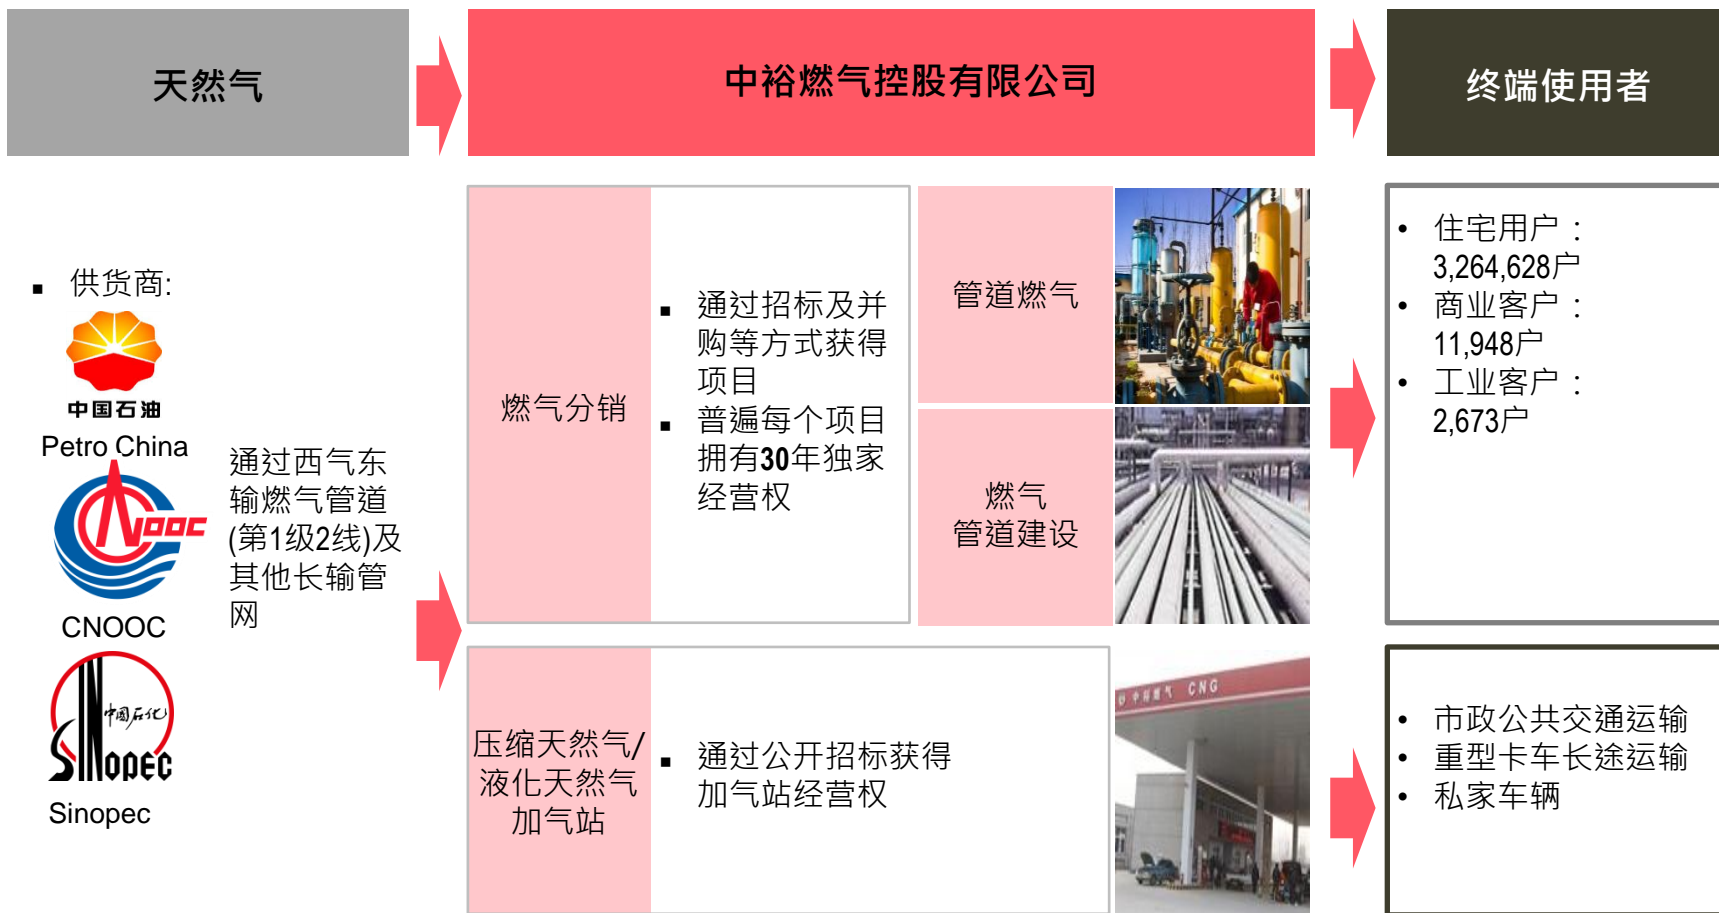 天然气
中裕燃气控股有限公司
终端使用者
▪ 供货商:
中国石油
Petro China
CNOOC
CNOOC
中国石化
SINOPEC
Sinopec
通过西气东
输燃气管道
(第1级2线)及
其他长输管
网
燃气分销
▪ 通过招标及并
购等方式获得
项目
▪ 普遍每个项目
拥有30年独家
经营权
管道燃气
燃气
管道建设
• 住宅用户：
3,264,628户
• 商业客户：
11,948户
• 工业客户：
2,673户
压缩天然气/
液化天然气
加气站
▪ 通过公开招标获得
加气站经营权
中裕燃气 CNG
• 市政公共交通运输
• 重型卡车长途运输
• 私家车辆